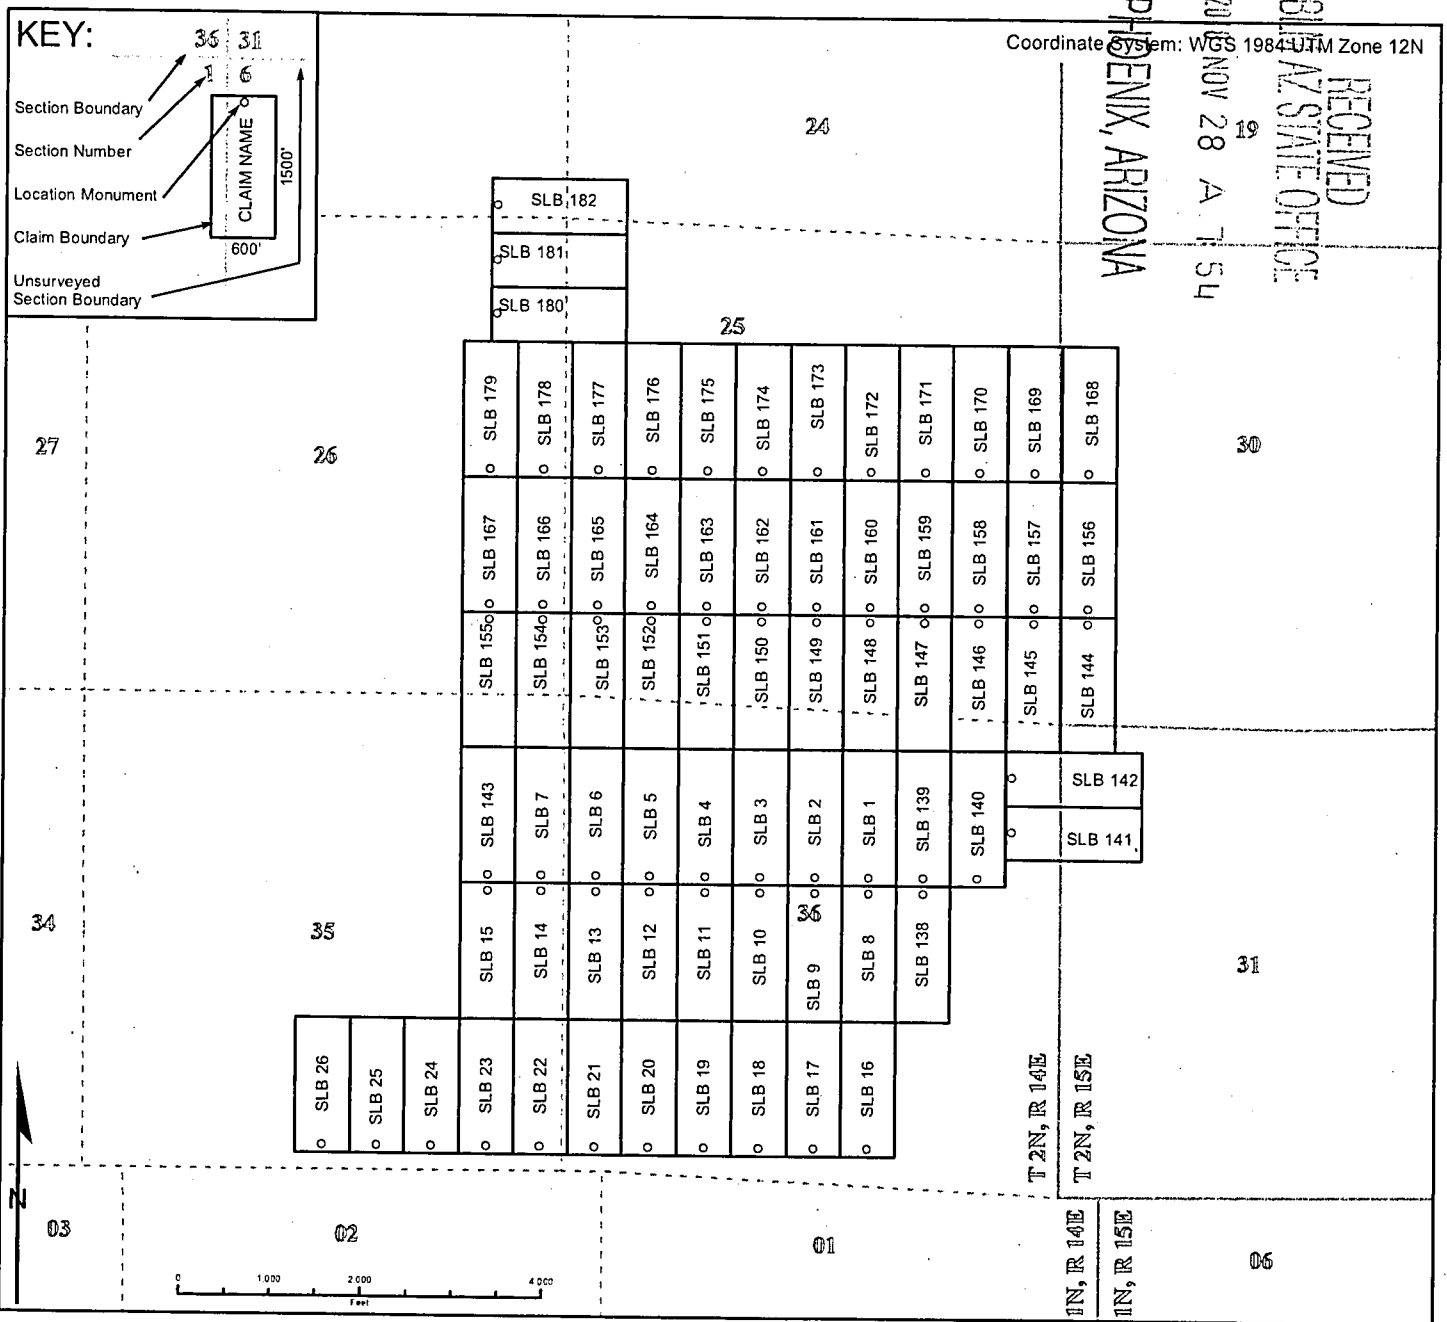 KEY:
36 31
1 6
Section Boundary
Section Number
Location Monument
Claim Boundary
Unsurveyed
Section Boundary
CLAIM NAME
1500'
600'
Coordinate System: WGS 1984 UTM Zone 12N
RECEIVED
AZ STATE OFFICE
NOV 28 A 7:54
PHOENIX, ARIZONA
24
19
SLB 182
SLB 181
SLB 180
25
27
26
30
SLB 179
SLB 178
SLB 177
SLB 176
SLB 175
SLB 174
SLB 173
SLB 172
SLB 171
SLB 170
SLB 169
SLB 168
SLB 167
SLB 166
SLB 165
SLB 164
SLB 163
SLB 162
SLB 161
SLB 160
SLB 159
SLB 158
SLB 157
SLB 156
SLB 155
SLB 154
SLB 153
SLB 152
SLB 151
SLB 150
SLB 149
SLB 148
SLB 147
SLB 146
SLB 145
SLB 144
SLB 143
SLB 7
SLB 6
SLB 5
SLB 4
SLB 3
SLB 2
SLB 1
SLB 139
SLB 140
SLB 142
SLB 141
34
35
36
31
SLB 15
SLB 14
SLB 13
SLB 12
SLB 11
SLB 10
SLB 9
SLB 8
SLB 138
SLB 26
SLB 25
SLB 24
SLB 23
SLB 22
SLB 21
SLB 20
SLB 19
SLB 18
SLB 17
SLB 16
T 2N, R 14E
T 2N, R 15E
N
03
02
01
06
1N, R 14E
1N, R 15E
0 1,000 2,000 4,000
Feet